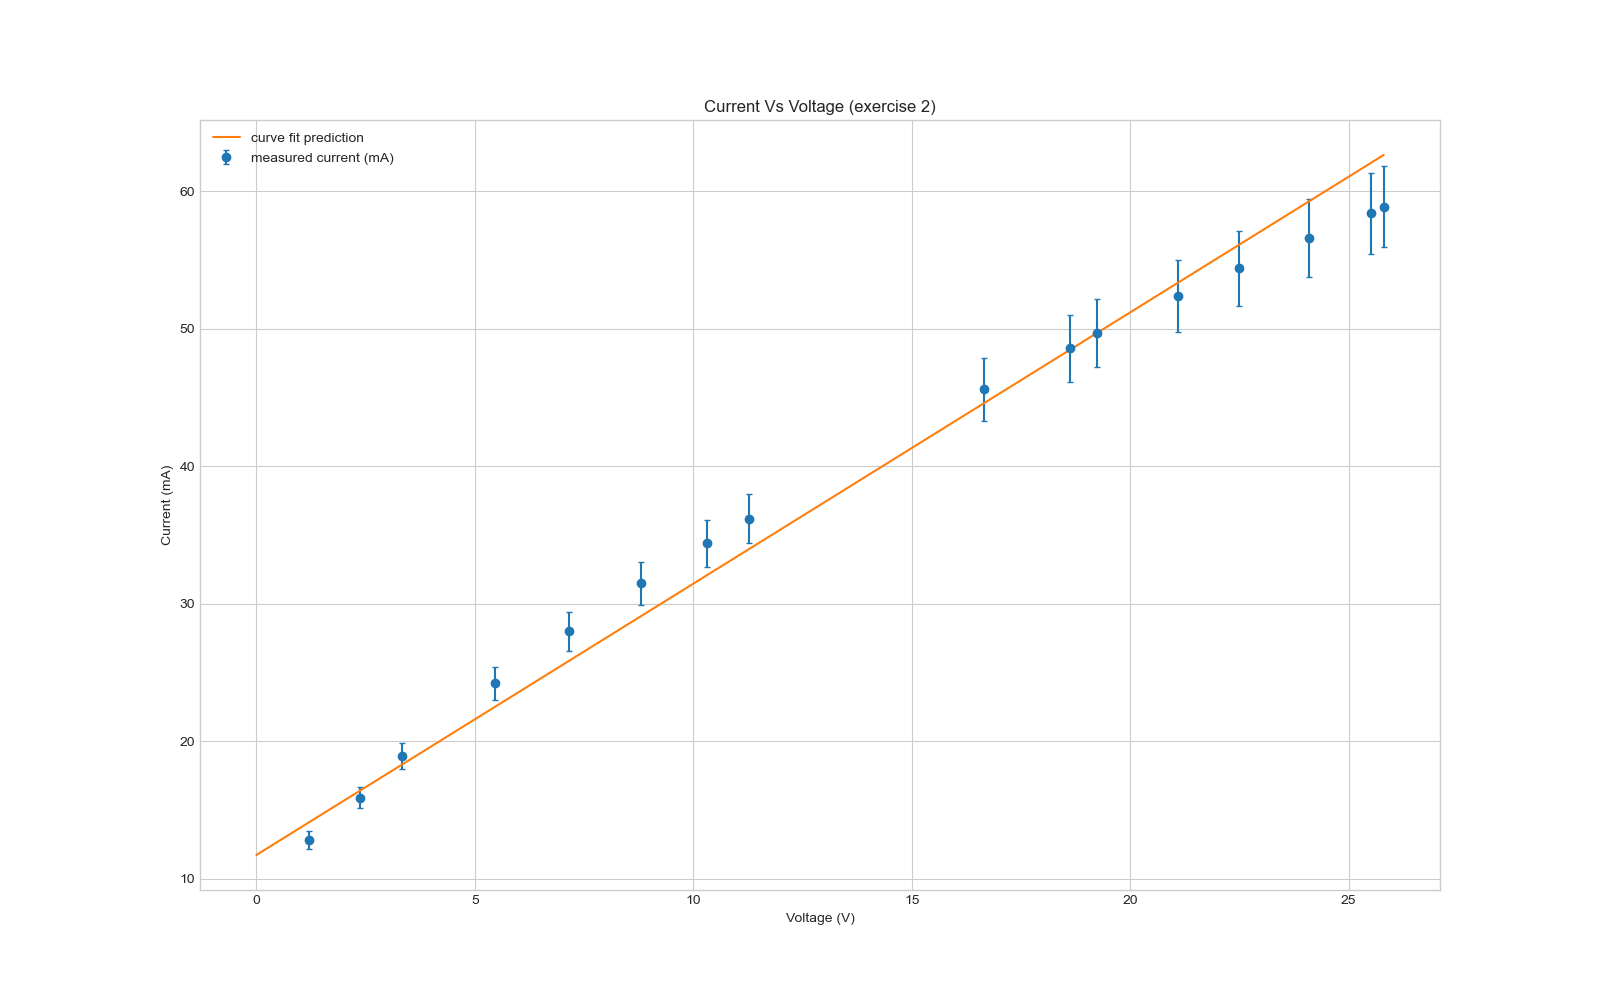 Current Vs Voltage (exercise 2)
curve fit prediction
measured current (mA)
60
50
40
30
20
10
Current (mA)
0 5 10 15 20 25
Voltage (V)